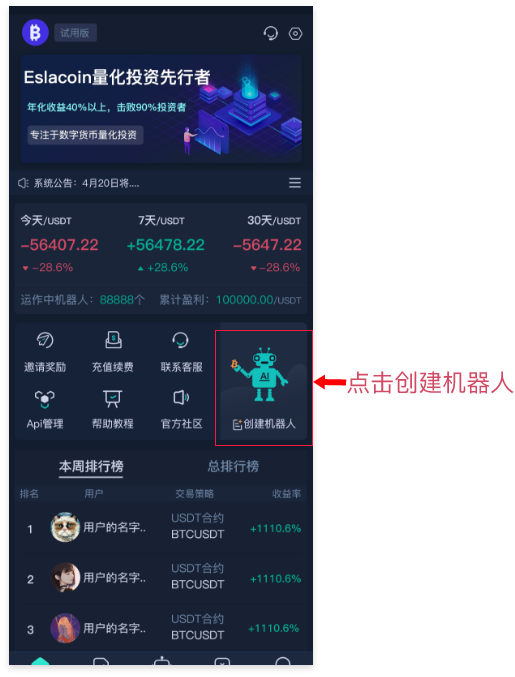 试用版
Eslacoin量化投资先行者
年化收益40%以上，击败90%投资者
专注于数字货币量化投资
系统公告：4月20日将....
今天/USDT 7天/USDT 30天/USDT
-56407.22 +56478.22 -5647.22
-28.6% +28.6% -28.6%
运作中机器人：88888个 累计盈利：100000.00/USDT
邀请奖励 充值续费 联系客服
AI
点击创建机器人
Api管理 帮助教程 官方社区 创建机器人
本周排行榜 总排行榜
排名 用户 交易策略 收益率
1 用户的名字.. USDT合约 BTCUSDT +1110.6%
2 用户的名字.. USDT合约 BTCUSDT +1110.6%
3 用户的名字.. USDT合约 BTCUSDT +1110.6%